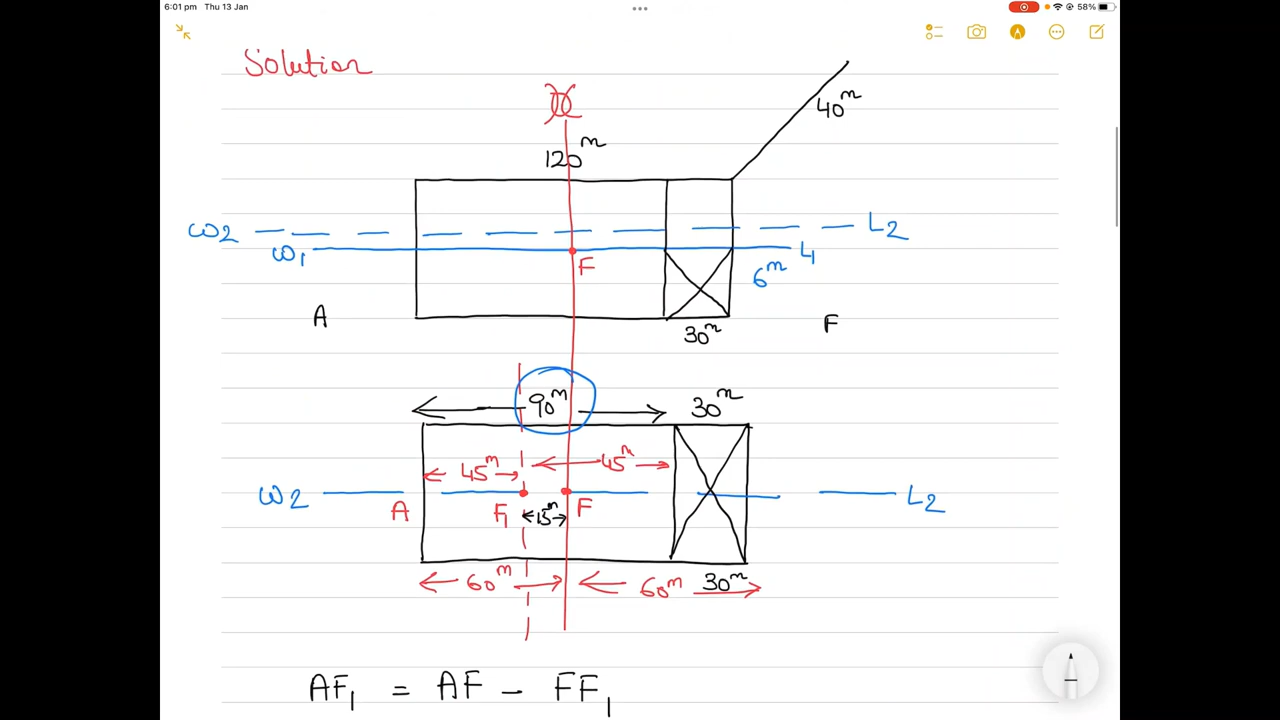 6:01 pm Thu 13 Jan
58%
Solution
40m
120m
W2 L2
W1 L1
F
6m
A F
30m
90m 30m
45m 45m
W2 L2
A F1 15m F
60m 60m 30m
AF1 = AF - FF1